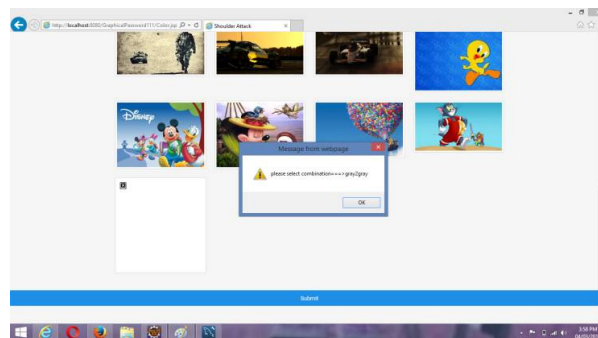 http://localhost:8080/GraphicalPassword111/Color.jsp
Shoulder Attack
Disney
Message from webpage
please select combination===>gray2gray
OK
Submit
3:58 PM